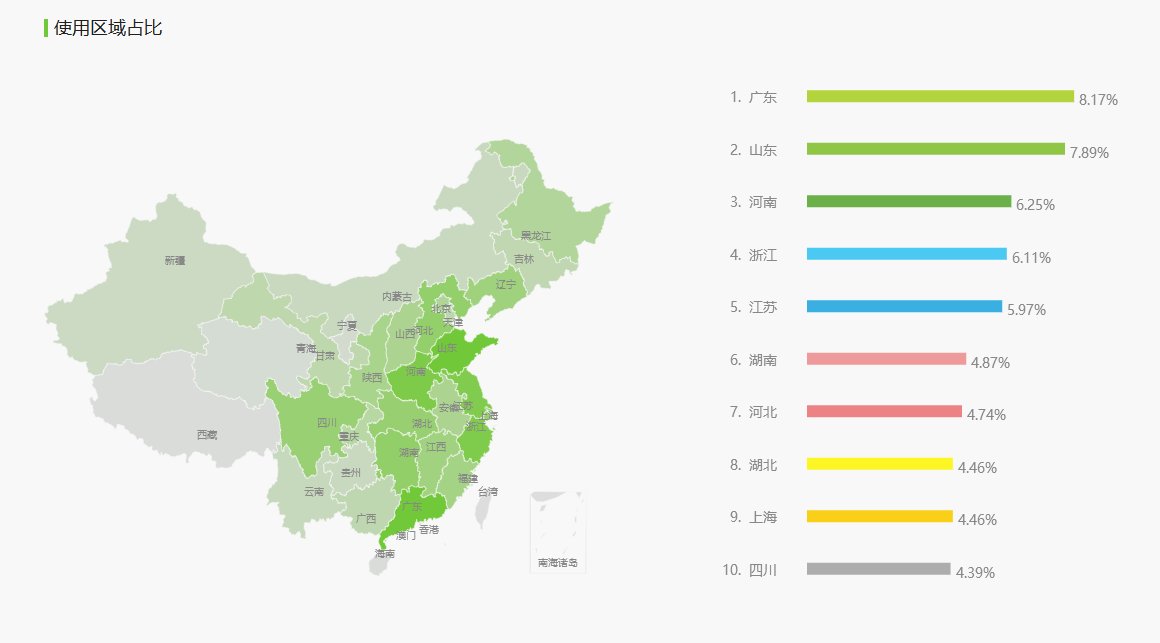 使用区域占比
黑龙江
吉林
新疆
辽宁
内蒙古
北京
天津
宁夏
山西
河北
山东
青海
甘肃
河南
陕西
安徽
江苏
上海
四川
湖北
浙江
重庆
西藏
湖南
江西
贵州
福建
云南
台湾
广西
广东
香港
澳门
海南
南海诸岛
1. 广东 8.17%
2. 山东 7.89%
3. 河南 6.25%
4. 浙江 6.11%
5. 江苏 5.97%
6. 湖南 4.87%
7. 河北 4.74%
8. 湖北 4.46%
9. 上海 4.46%
10. 四川 4.39%